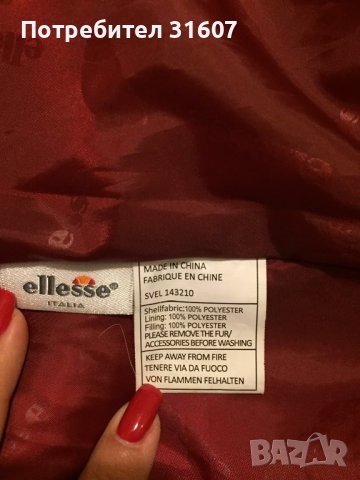 Потребител 31607
ellesse
ITALIA
MADE IN CHINA
FABRIQUE EN CHINE
SVEL 143210
Shellfabric:100% POLYESTER
Lining: 100% POLYESTER
Filling: 100% POLYESTER
PLEASE REMOVE THE FUR/
ACCESSORIES BEFORE WASHING
KEEP AWAY FROM FIRE
TENERE VIA DA FUOCO
VON FLAMMEN FELHALTEN
BAZAR